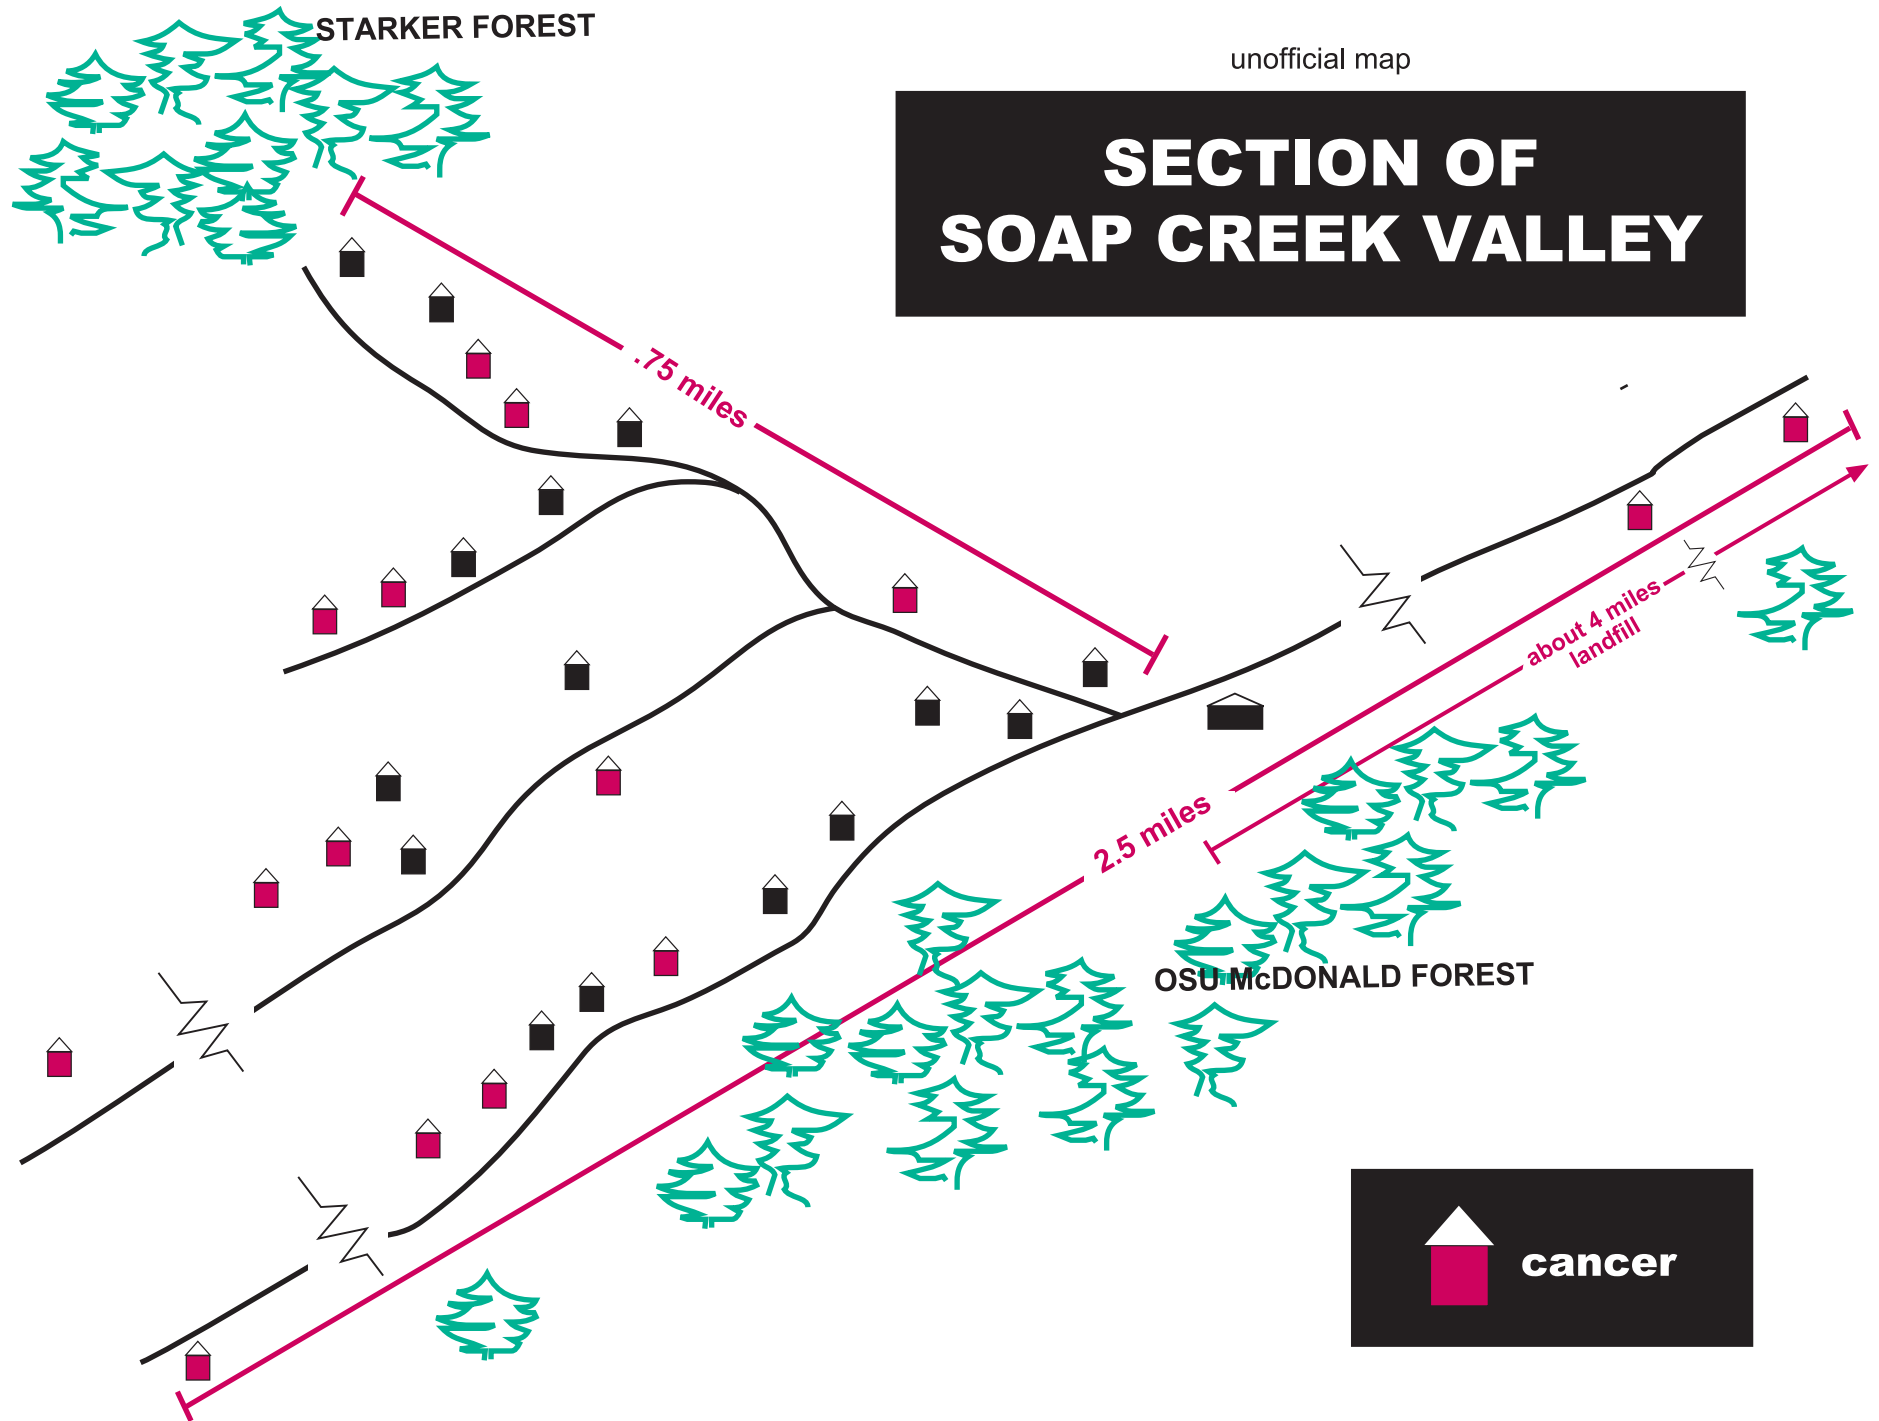 STARKER FOREST
unofficial map
SECTION OF
SOAP CREEK VALLEY
.75 miles
about 4 miles
landfill
2.5 miles
OSU McDONALD FOREST
cancer